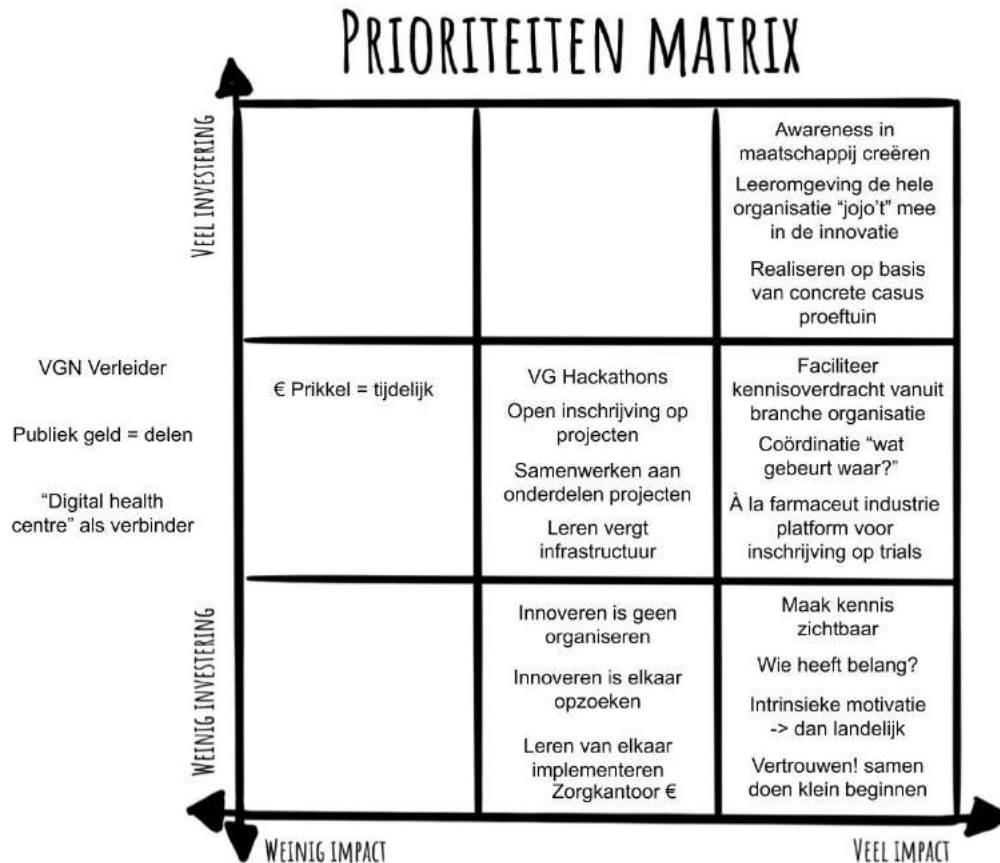 PRIORITEITEN MATRIX
VEEL INVESTERING
Awareness in
maatschappij creëren
Leeromgeving de hele
organisatie “jojo’t” mee
in de innovatie
Realiseren op basis
van concrete casus
proeftuin
VGN Verleider
Publiek geld = delen
“Digital health
centre” als verbinder
€ Prikkel = tijdelijk
VG Hackathons
Open inschrijving op
projecten
Samenwerken aan
onderdelen projecten
Leren vergt
infrastructuur
Faciliteer
kennisoverdracht vanuit
branche organisatie
Coördinatie “wat
gebeurt waar?”
À la farmaceut industrie
platform voor
inschrijving op trials
WEINIG INVESTERING
Innoveren is geen
organiseren
Innoveren is elkaar
opzoeken
Leren van elkaar
implementeren
Zorgkantoor €
Maak kennis
zichtbaar
Wie heeft belang?
Intrinsieke motivatie
-> dan landelijk
Vertrouwen! samen
doen klein beginnen
WEINIG IMPACT
VEEL IMPACT